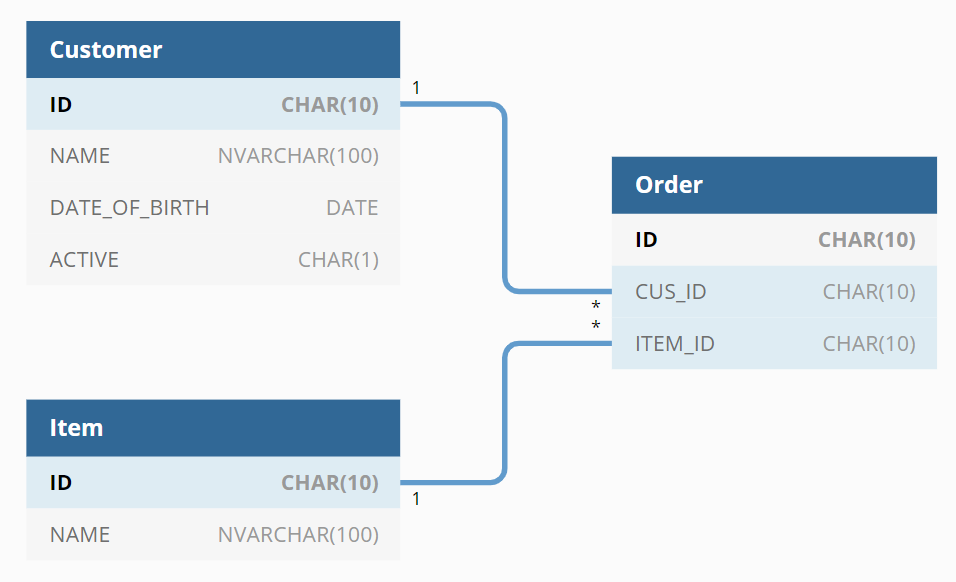 Customer
ID CHAR(10)
NAME NVARCHAR(100)
DATE_OF_BIRTH DATE
ACTIVE CHAR(1)
1
Order
ID CHAR(10)
CUS_ID CHAR(10)
ITEM_ID CHAR(10)
*
*
Item
ID CHAR(10)
NAME NVARCHAR(100)
1